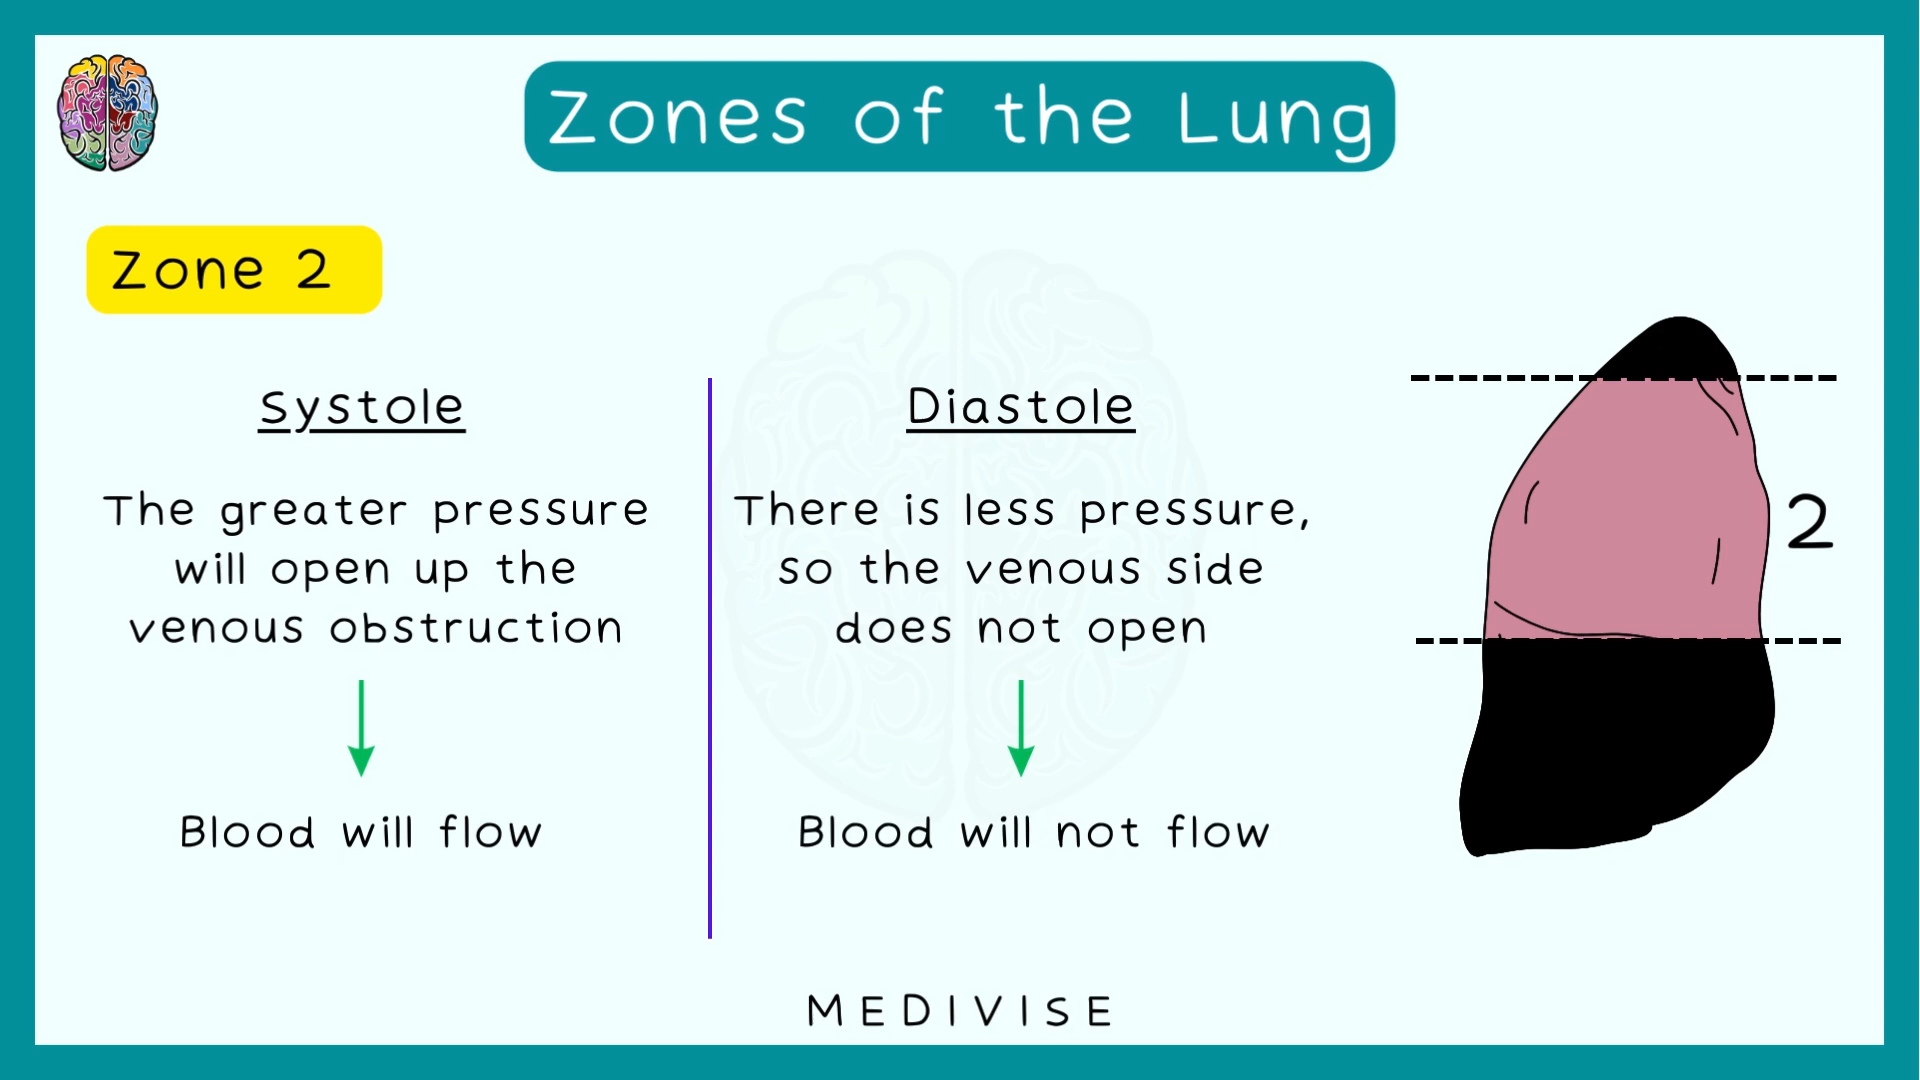 Zones of the Lung
Zone 2
Systole
The greater pressure
will open up the
venous obstruction
Blood will flow
Diastole
There is less pressure,
so the venous side
does not open
Blood will not flow
2
MEDIVISE